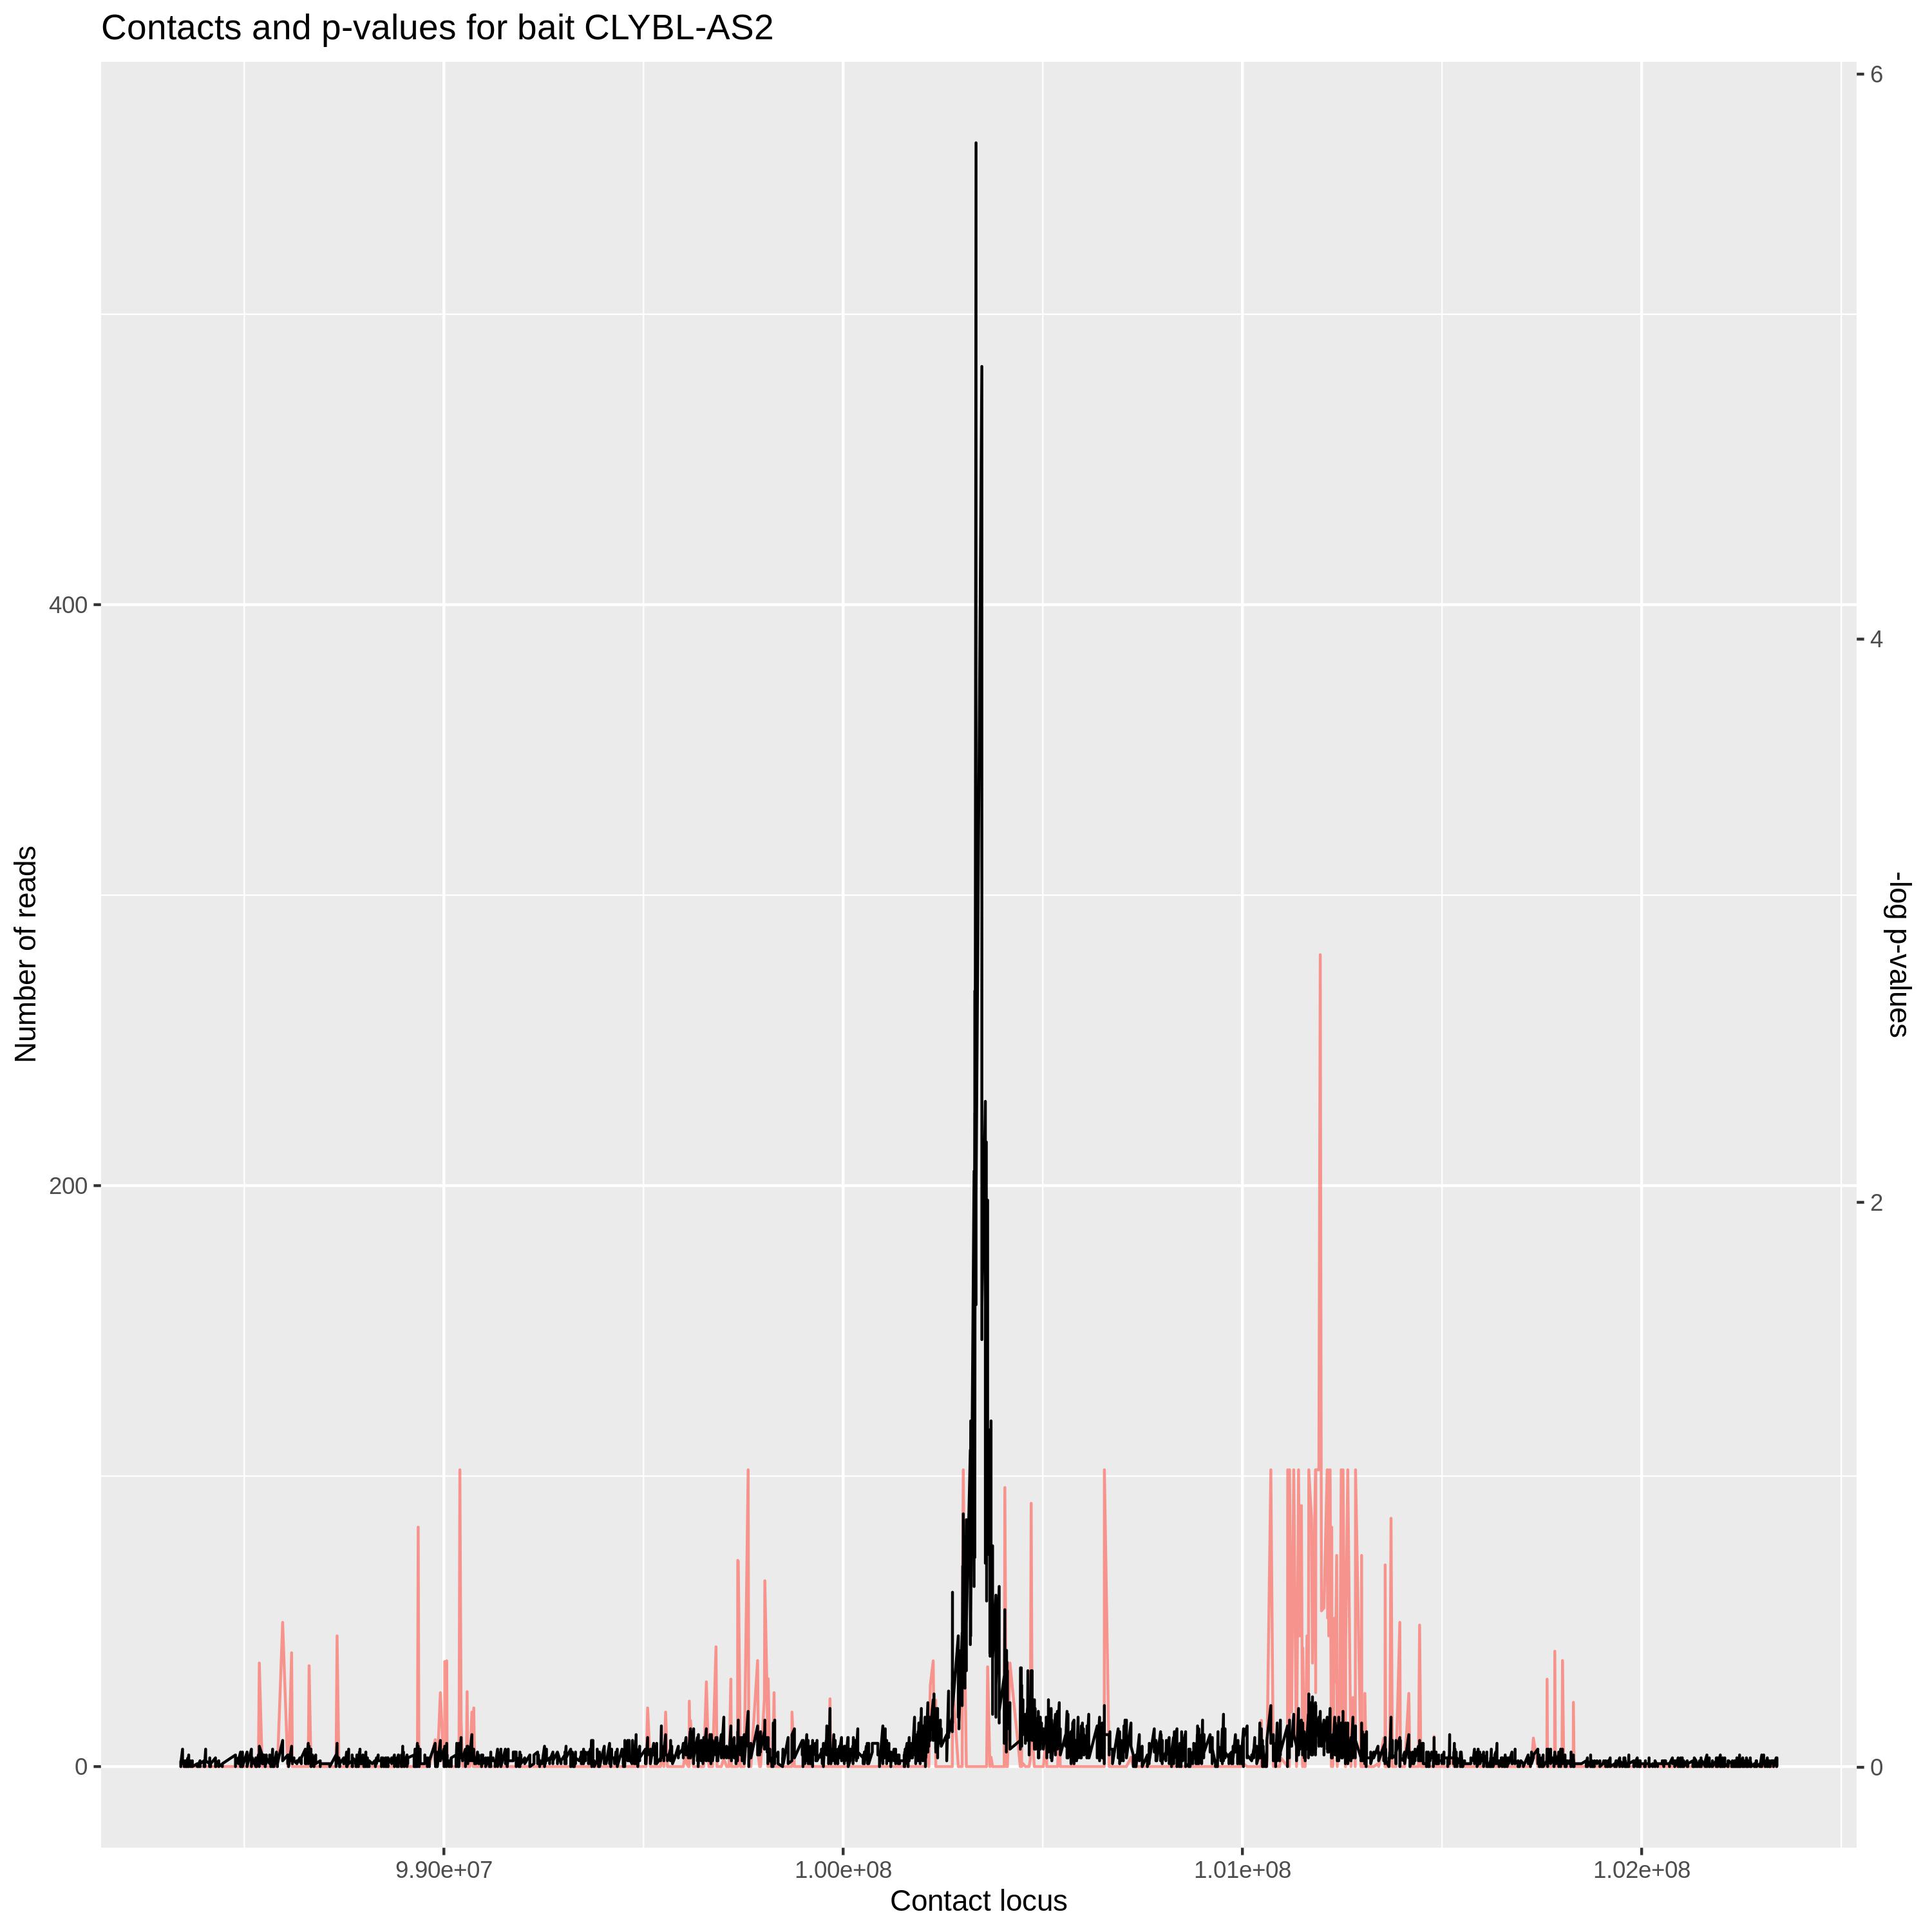 Contacts and p-values for bait CLYBL-AS2
6
4
2
0
-log p-values
400
200
0
Number of reads
9.90e+07
1.00e+08
1.01e+08
1.02e+08
Contact locus